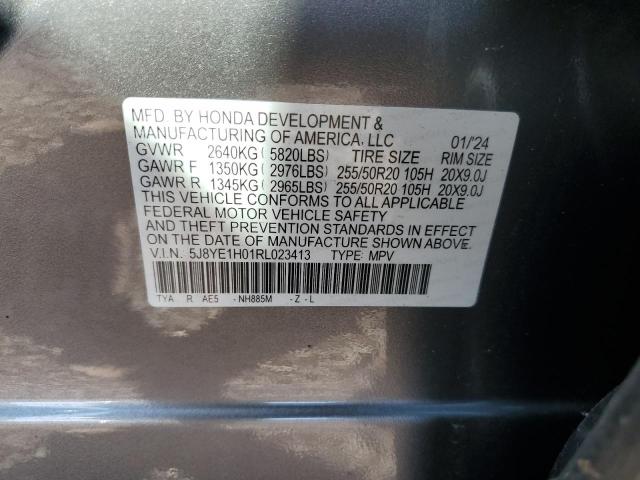 MFD. BY HONDA DEVELOPMENT &
MANUFACTURING OF AMERICA, LLC 01/'24
GVWR 2640KG ( 5820LBS) TIRE SIZE RIM SIZE
GAWR F 1350KG ( 2976LBS) 255/50R20 105H 20X9.0J
GAWR R 1345KG ( 2965LBS) 255/50R20 105H 20X9.0J
THIS VEHICLE CONFORMS TO ALL APPLICABLE
FEDERAL MOTOR VEHICLE SAFETY
AND THEFT PREVENTION STANDARDS IN EFFECT
ON THE DATE OF MANUFACTURE SHOWN ABOVE.
V.I.N. 5J8YE1H01RL023413 TYPE: MPV
TYA R AE5 -NH885M -Z-L